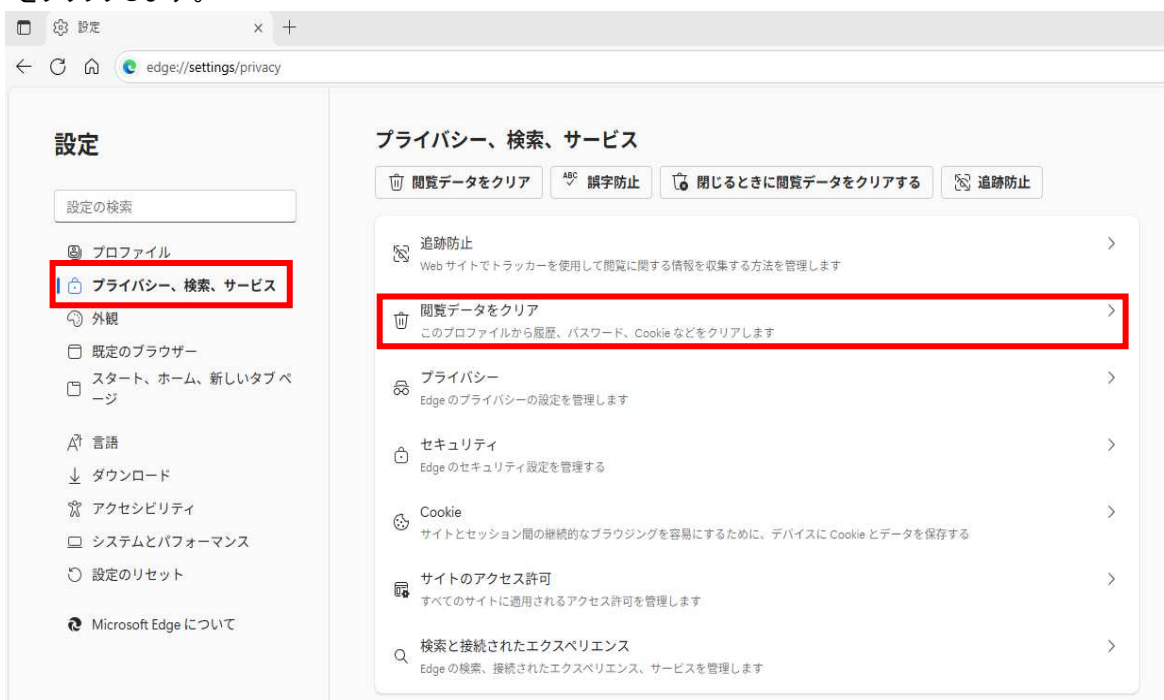 をクリックします。
設定
edge://settings/privacy
設定
設定の検索
プロファイル
プライバシー、検索、サービス
外観
既定のブラウザー
スタート、ホーム、新しいタブ ペ
ージ
言語
ダウンロード
アクセシビリティ
システムとパフォーマンス
設定のリセット
Microsoft Edge について
プライバシー、検索、サービス
閲覧データをクリア
ABC 誤字防止
閉じるときに閲覧データをクリアする
追跡防止
追跡防止
Web サイトでトラッカーを使用して閲覧に関する情報を収集する方法を管理します
閲覧データをクリア
このプロファイルから履歴、パスワード、Cookie などをクリアします
プライバシー
Edge のプライバシーの設定を管理します
セキュリティ
Edge のセキュリティ設定を管理する
Cookie
サイトとセッション間の継続的なブラウジングを容易にするために、デバイスに Cookie とデータを保存する
サイトのアクセス許可
すべてのサイトに適用されるアクセス許可を管理します
検索と接続されたエクスペリエンス
Edge の検索、接続されたエクスペリエンス、サービスを管理します